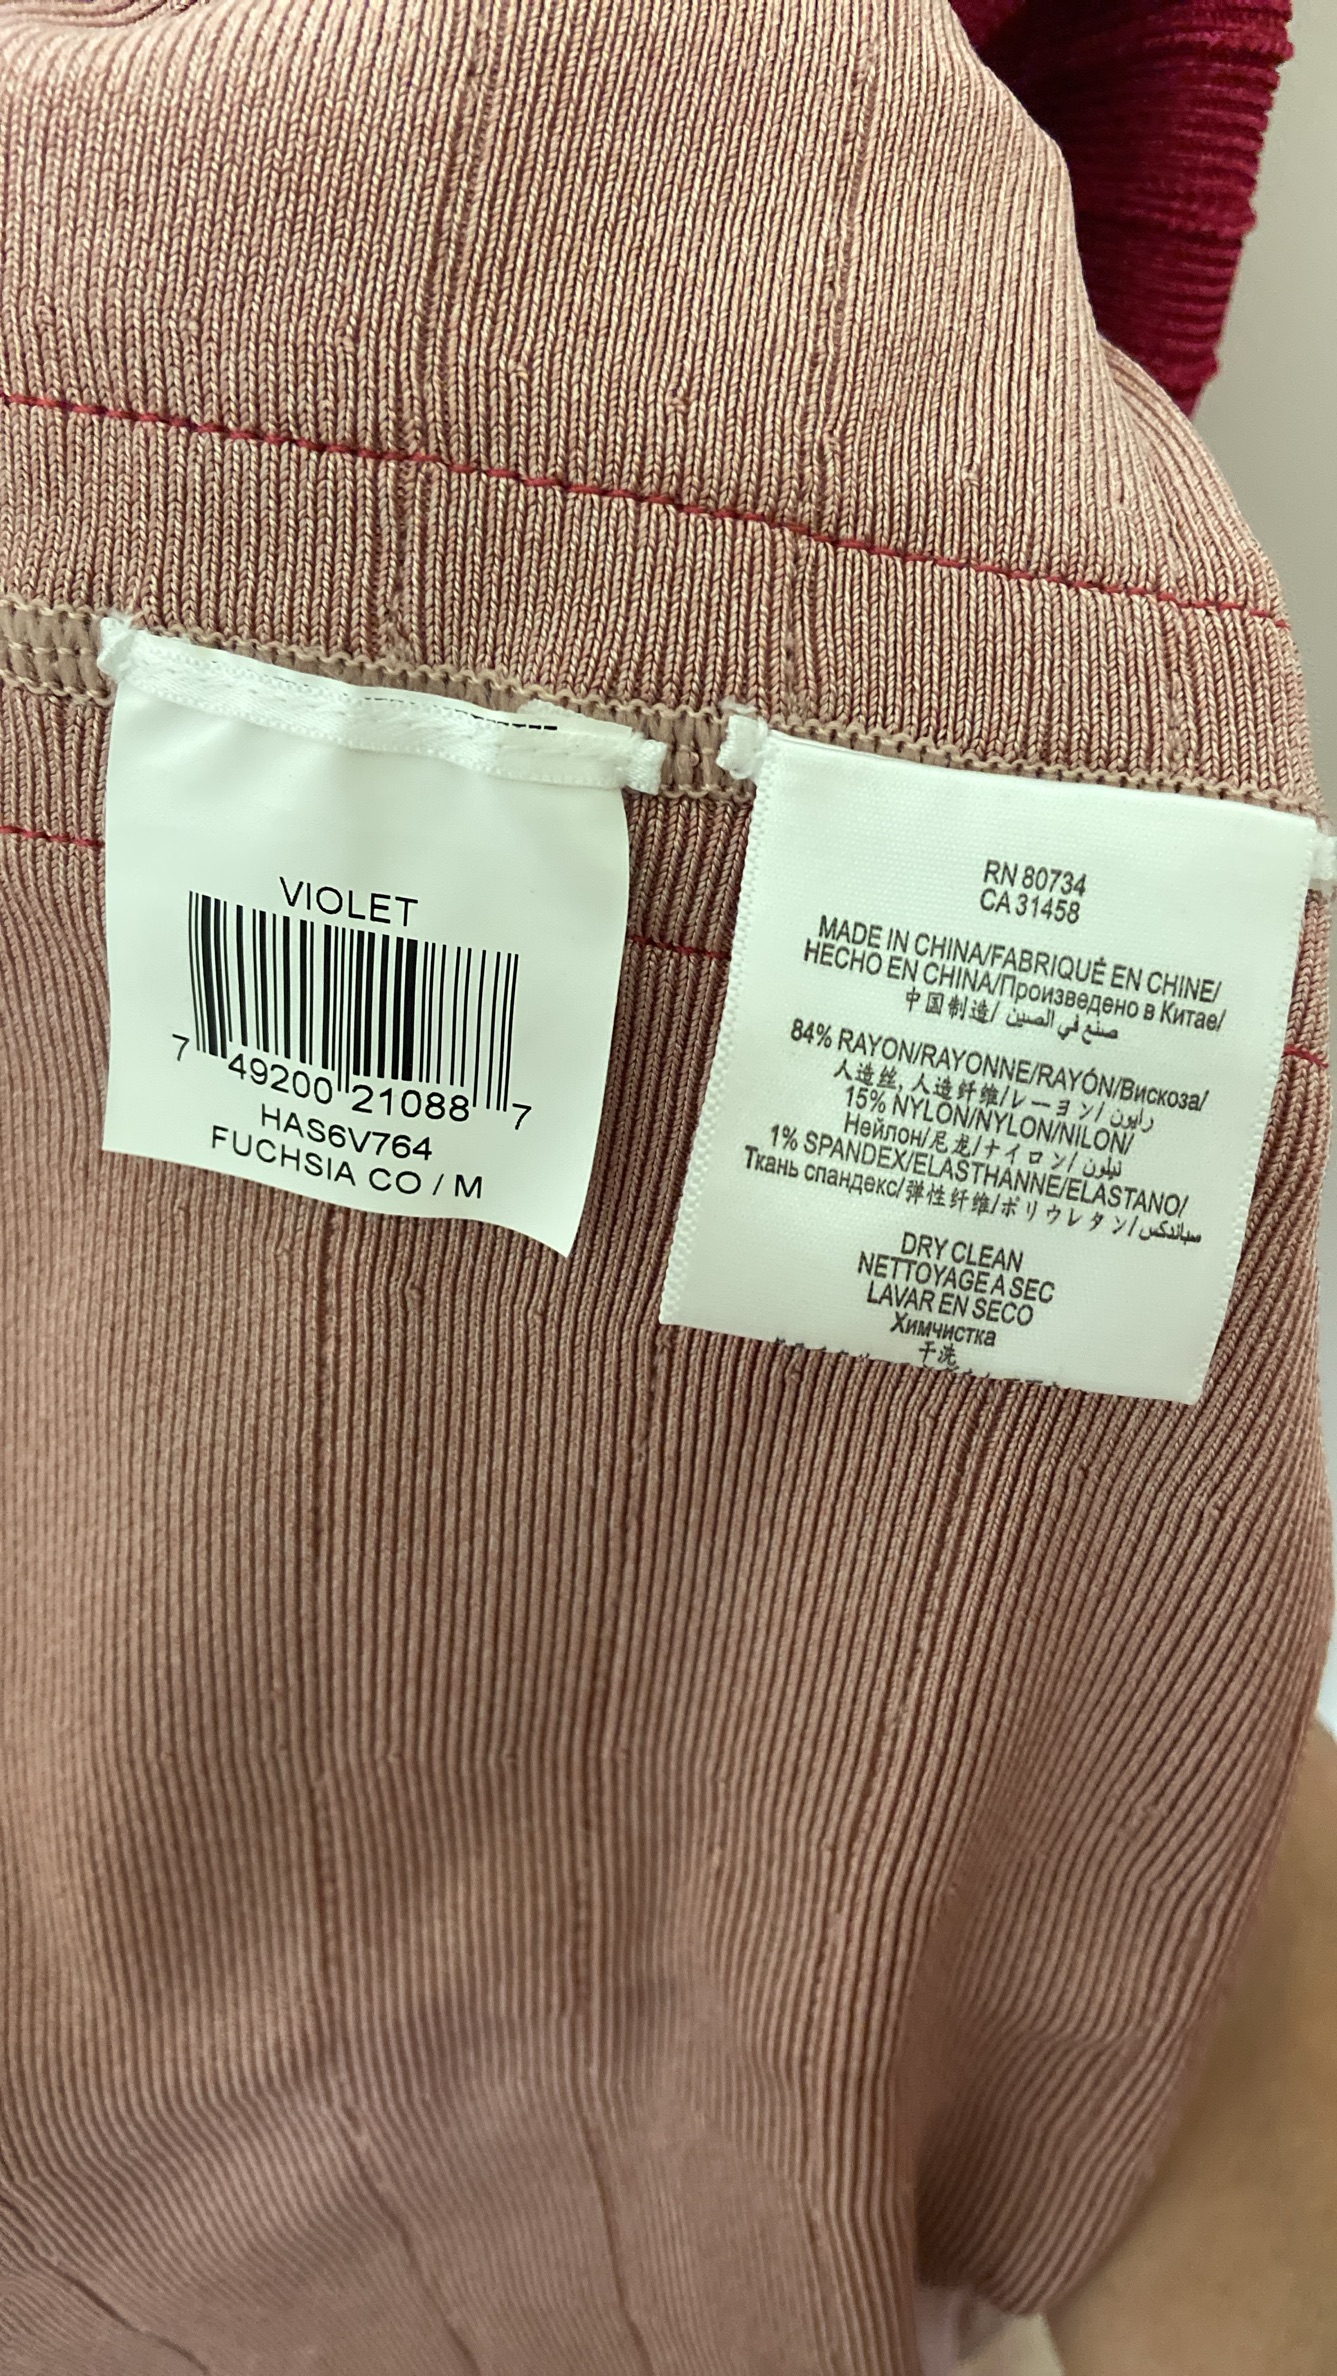 VIOLET
7 49200 21088 7
HAS6V764
FUCHSIA CO / M
RN 80734
CA 31458
MADE IN CHINA/FABRIQUÉ EN CHINE/
HECHO EN CHINA/Произведено в Китае/
中国制造/ صنع في الصين
84% RAYON/RAYONNE/RAYÓN/Вискоза/
人造丝, 人造纤维/レーヨン/ رايون
15% NYLON/NYLON/NILON/
Нейлон/尼龙/ナイロン/ نيلون
1% SPANDEX/ELASTHANNE/ELASTANO/
Ткань спандекс/弹性纤维/ポリウレタン/ سباندكس
DRY CLEAN
NETTOYAGE A SEC
LAVAR EN SECO
Химчистка
干洗